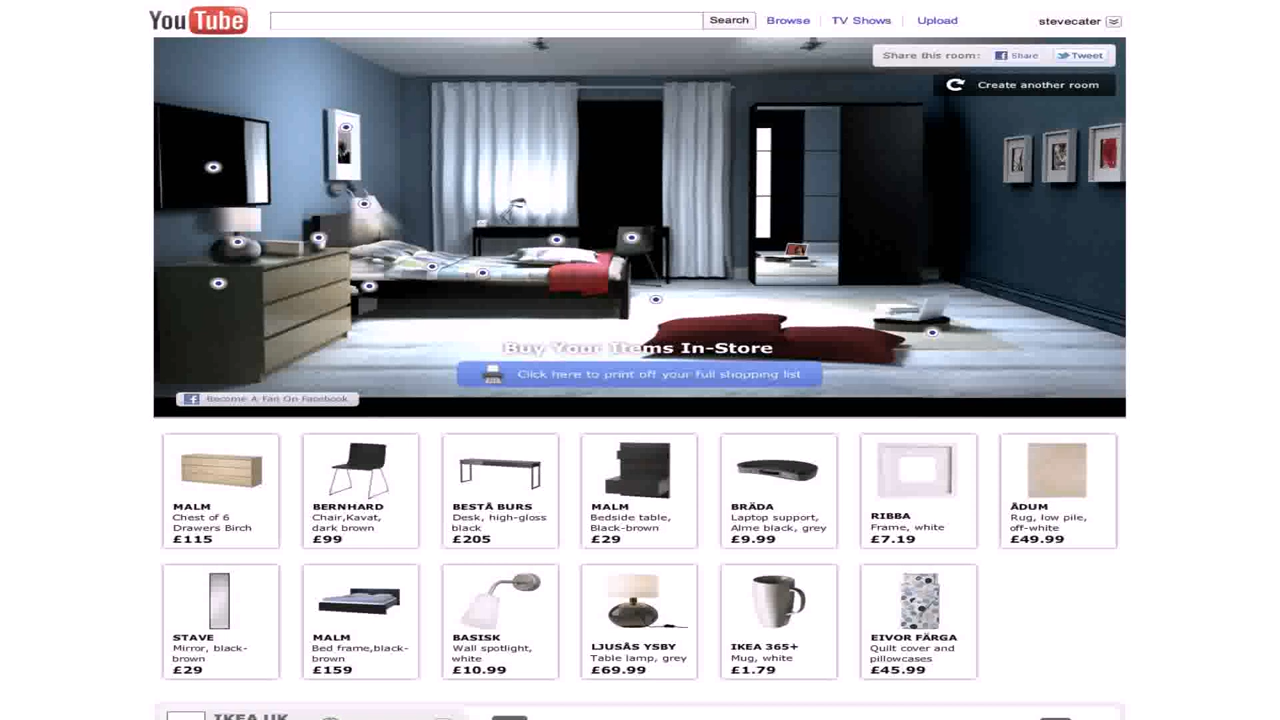 YouTube
Search
Browse
TV Shows
Upload
stevecater
Share this room:
Share
Tweet
Create another room
Buy Your Items In-Store
Click here to print off your full shopping list
Become A Fan On Facebook
MALM
Chest of 6
Drawers Birch
£115
BERNHARD
Chair,Kavat,
dark brown
£99
BESTÅ BURS
Desk, high-gloss
black
£205
MALM
Bedside table,
Black-brown
£29
BRÄDA
Laptop support,
Alme black, grey
£9.99
RIBBA
Frame, white
£7.19
ÅDUM
Rug, low pile,
off-white
£49.99
STAVE
Mirror, black-
brown
£29
MALM
Bed frame,black-
brown
£159
BASISK
Wall spotlight,
white
£10.99
LJUSÅS YSBY
Table lamp, grey
£69.99
IKEA 365+
Mug, white
£1.79
EIVOR FÄRGA
Quilt cover and
pillowcases
£45.99
IKEA UK